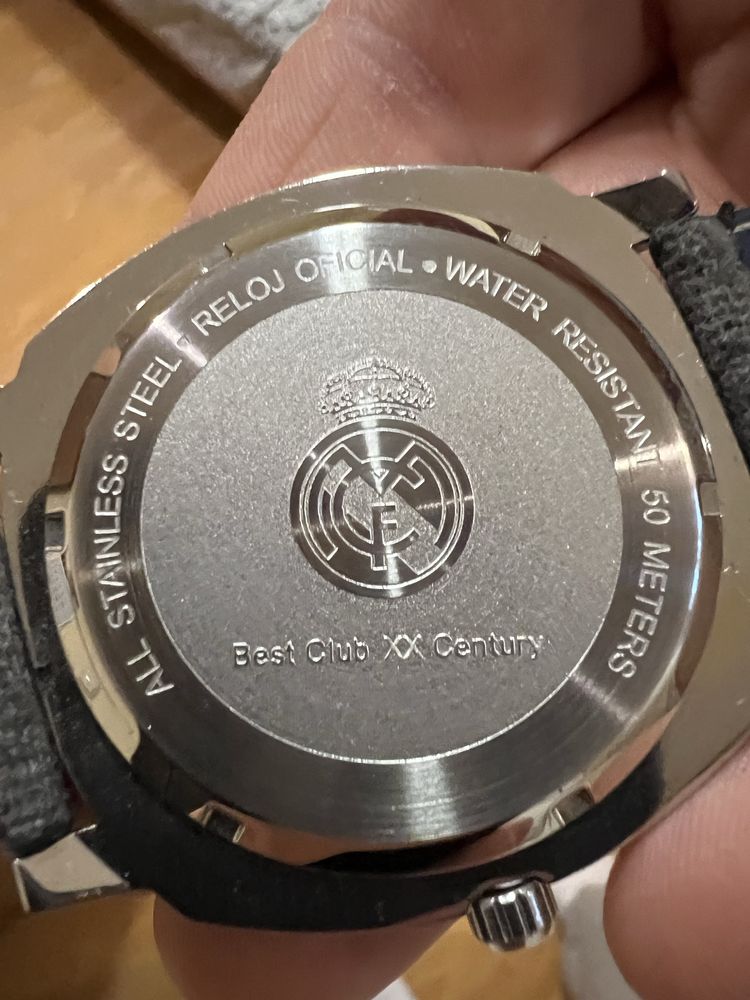 ALL STAINLESS STEEL • RELOJ OFICIAL • WATER RESISTANT 50 METERS
Best Club XX Century